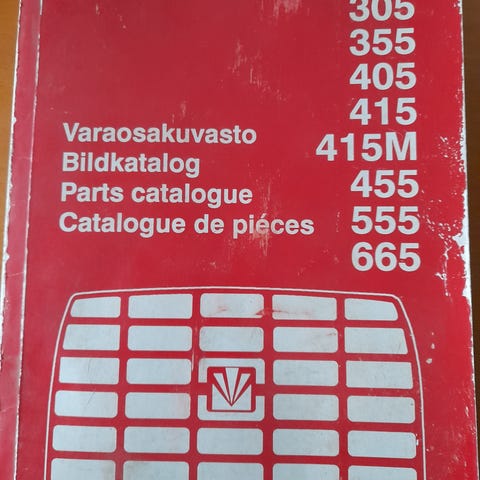 305
355
405
415
Varaosakuvasto 415M
Bildkatalog
Parts catalogue 455
Catalogue de piéces 555
665